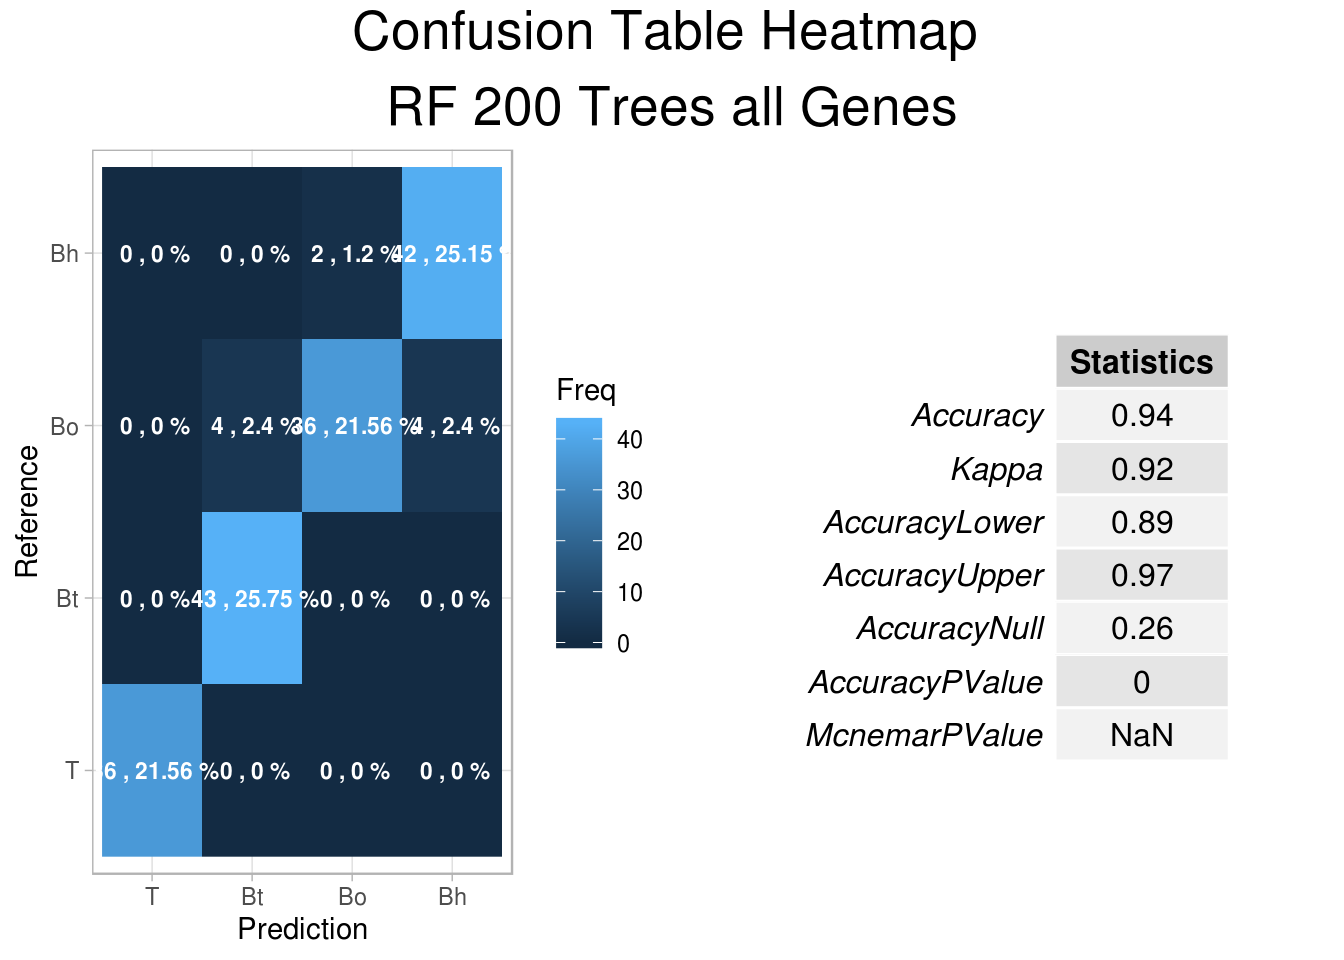 Confusion Table Heatmap
RF 200 Trees all Genes
Reference
Bh
0 , 0 % 0 , 0 % 2 , 1.2 % 42 , 25.15 %
Bo
0 , 0 % 4 , 2.4 % 36 , 21.56 % 4 , 2.4 %
Bt
0 , 0 % 43 , 25.75 % 0 , 0 % 0 , 0 %
T
36 , 21.56 % 0 , 0 % 0 , 0 % 0 , 0 %
T Bt Bo Bh
Prediction
Freq
40
30
20
10
0
Statistics
Accuracy 0.94
Kappa 0.92
AccuracyLower 0.89
AccuracyUpper 0.97
AccuracyNull 0.26
AccuracyPValue 0
McnemarPValue NaN